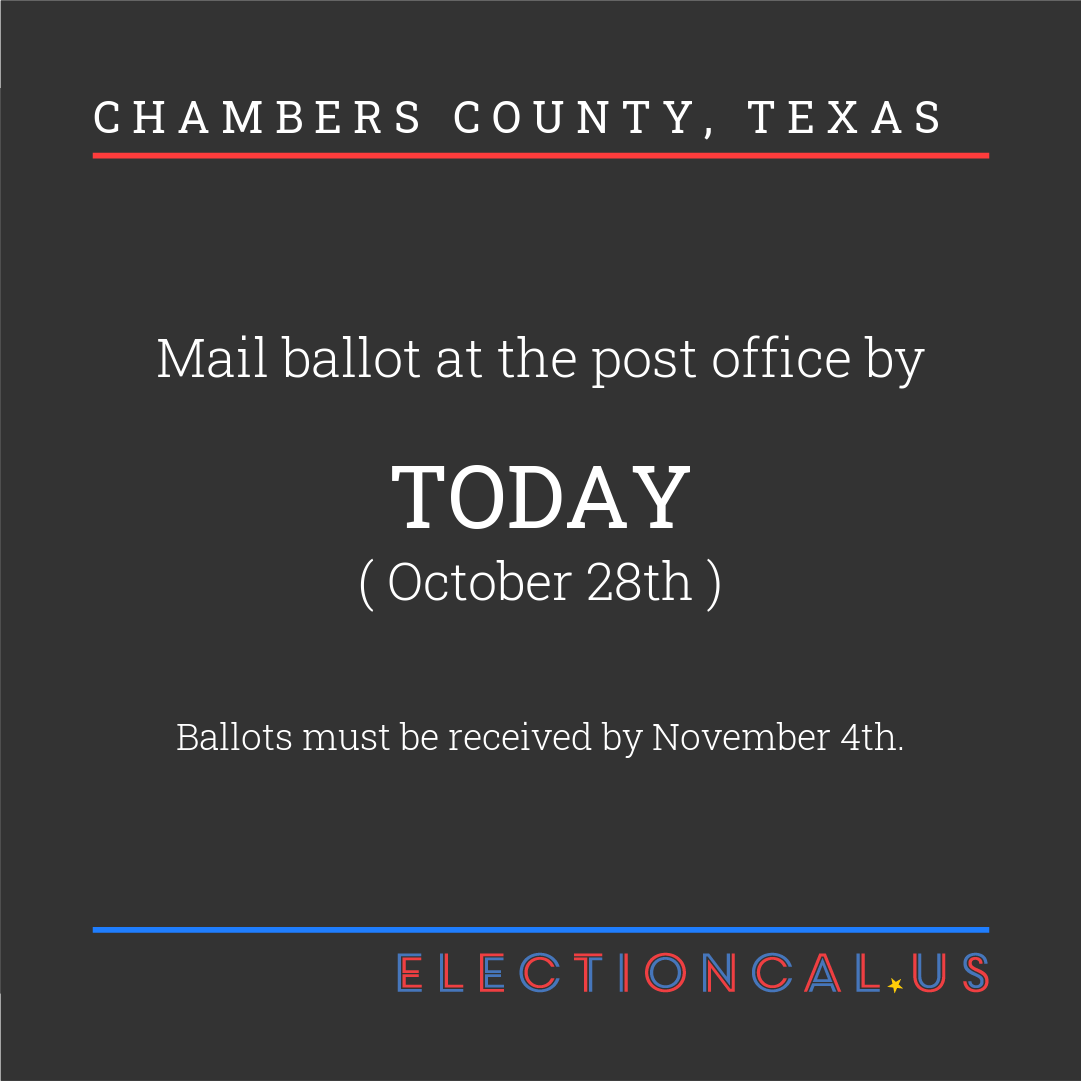 CHAMBERS COUNTY, TEXAS
Mail ballot at the post office by
TODAY
( October 28th )
Ballots must be received by November 4th.
ELECTIONCAL.US